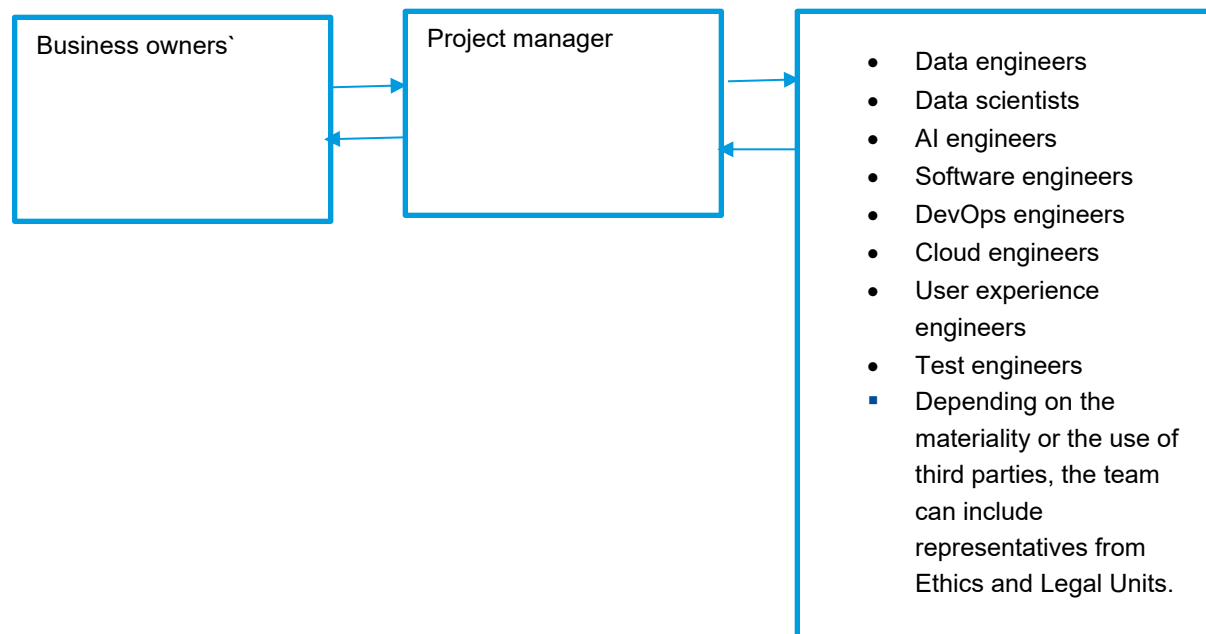 Business owners`
Project manager
• Data engineers
• Data scientists
• AI engineers
• Software engineers
• DevOps engineers
• Cloud engineers
• User experience
engineers
• Test engineers
▪ Depending on the
materiality or the use of
third parties, the team
can include
representatives from
Ethics and Legal Units.